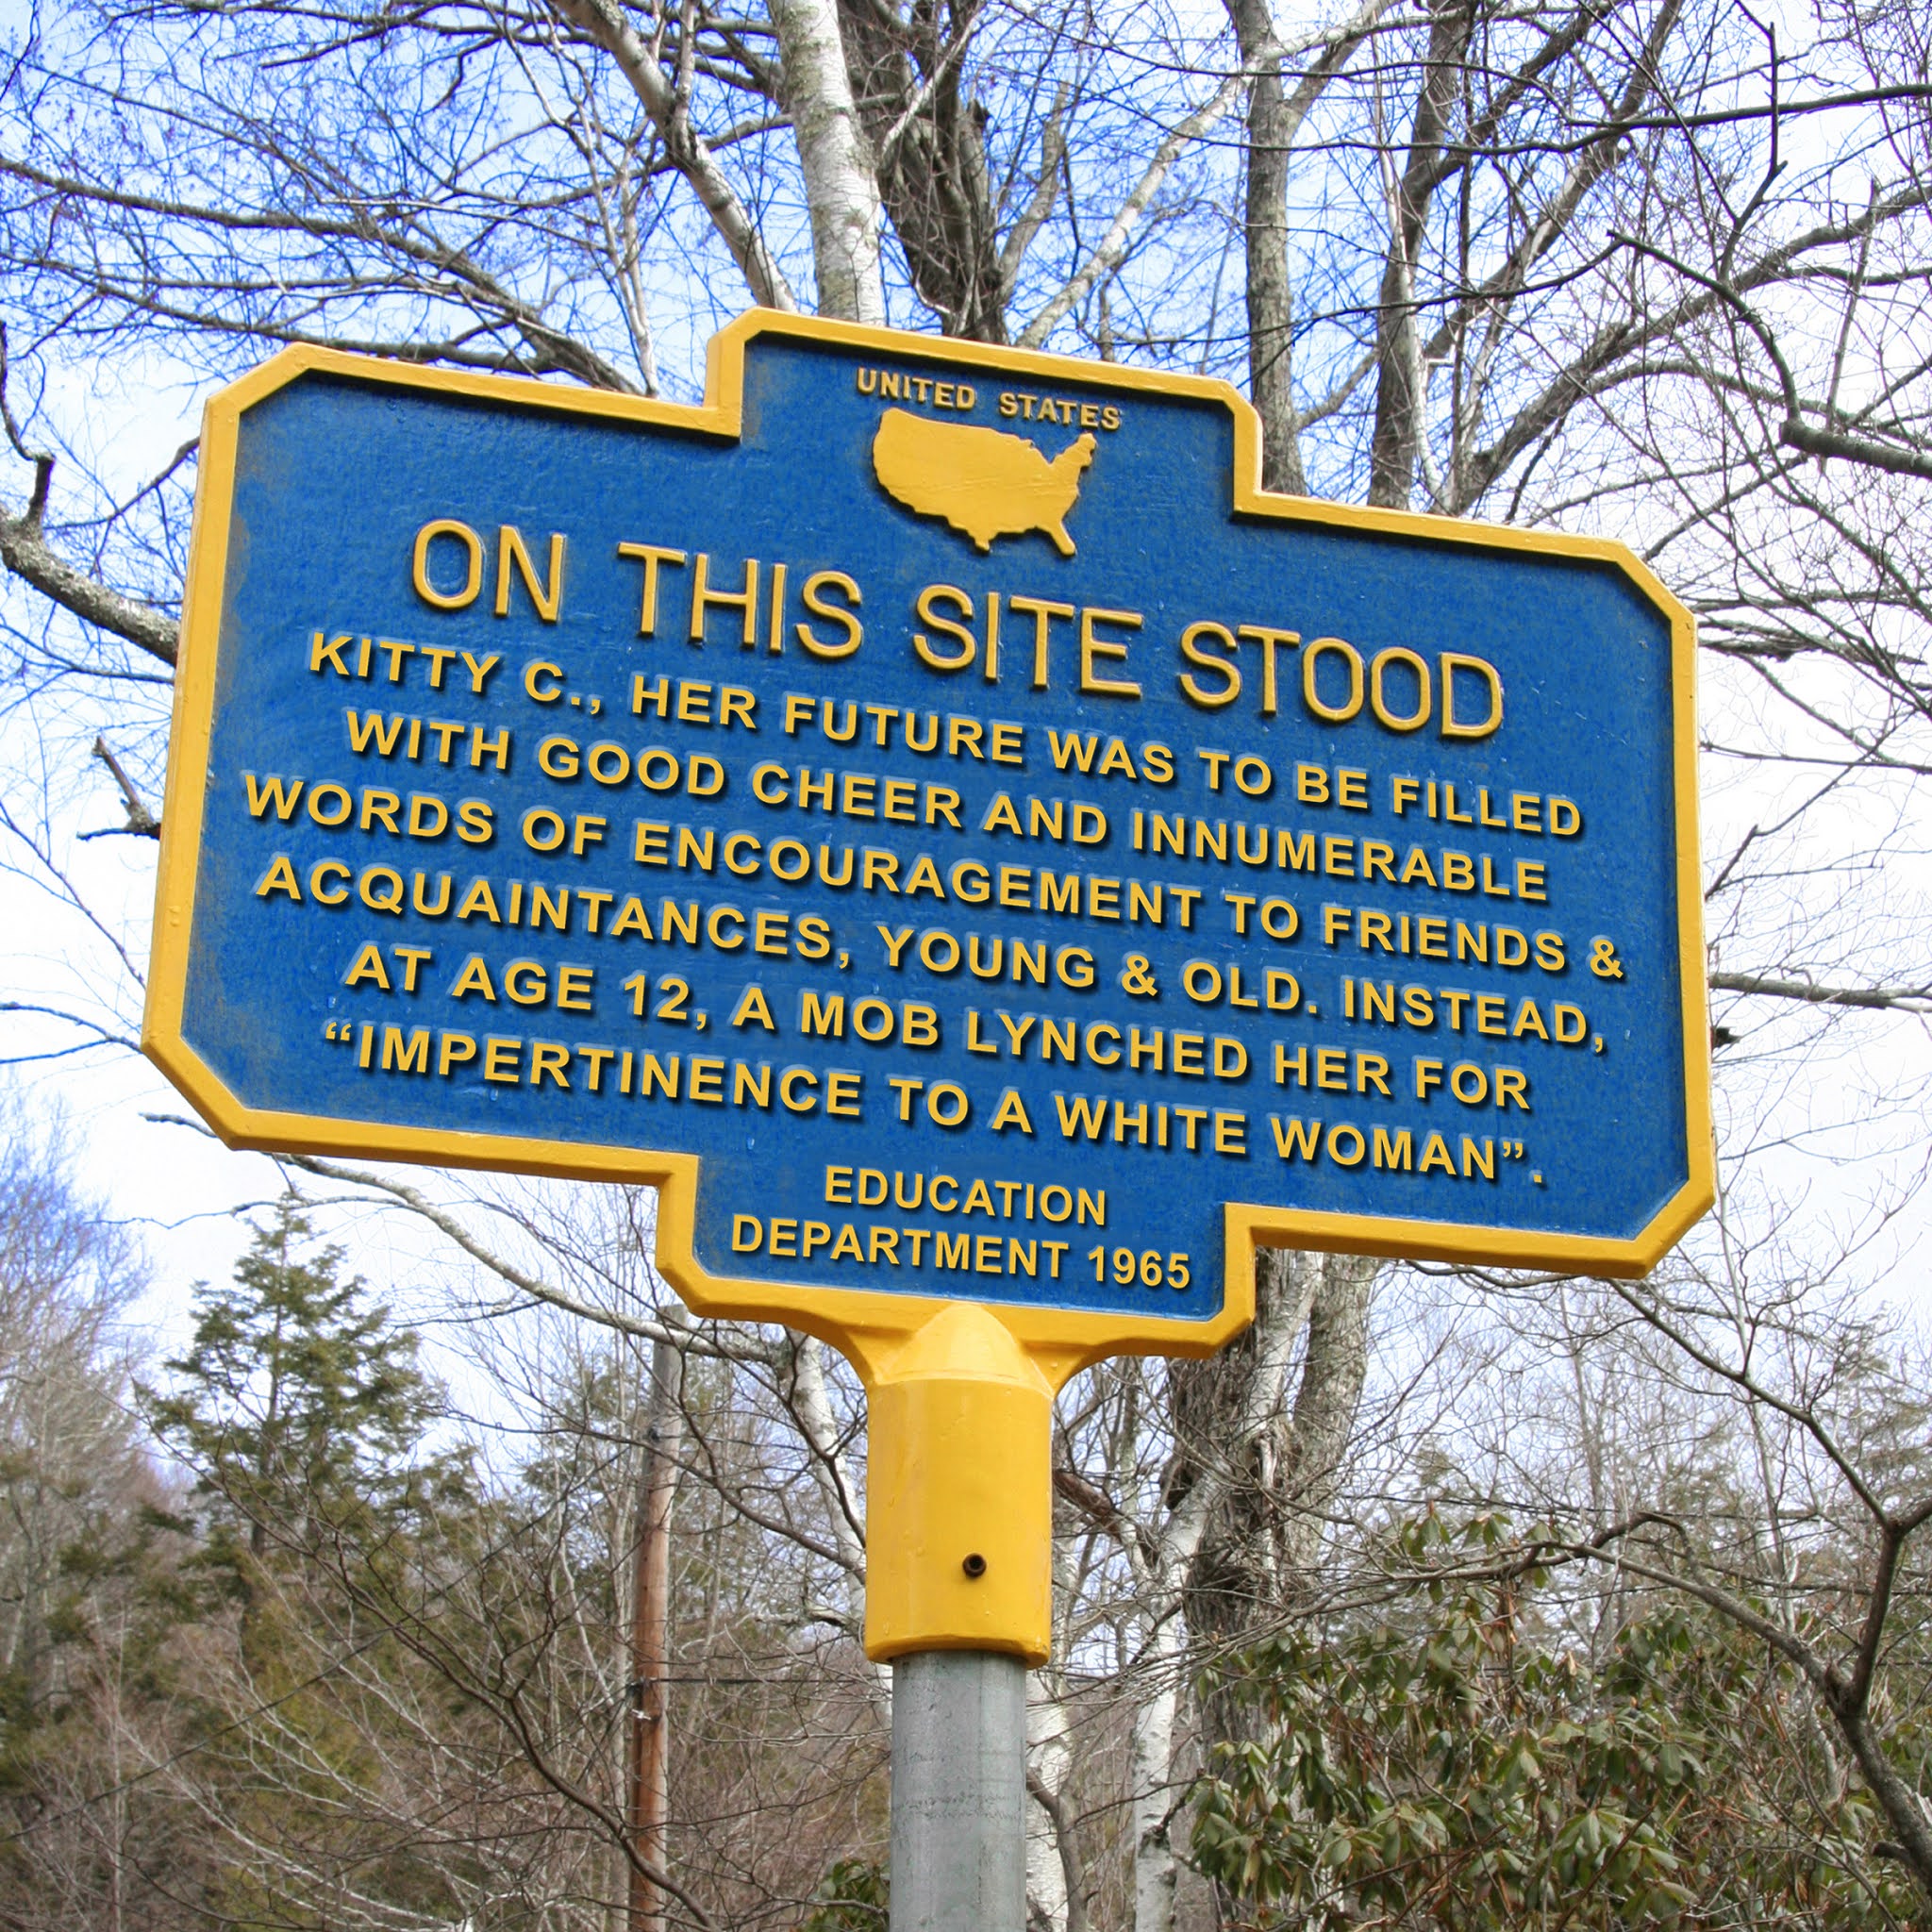 UNITED STATES
ON THIS SITE STOOD
KITTY C., HER FUTURE WAS TO BE FILLED
WITH GOOD CHEER AND INNUMERABLE
WORDS OF ENCOURAGEMENT TO FRIENDS &
ACQUAINTANCES, YOUNG & OLD. INSTEAD,
AT AGE 12, A MOB LYNCHED HER FOR
“IMPERTINENCE TO A WHITE WOMAN”.
EDUCATION
DEPARTMENT 1965